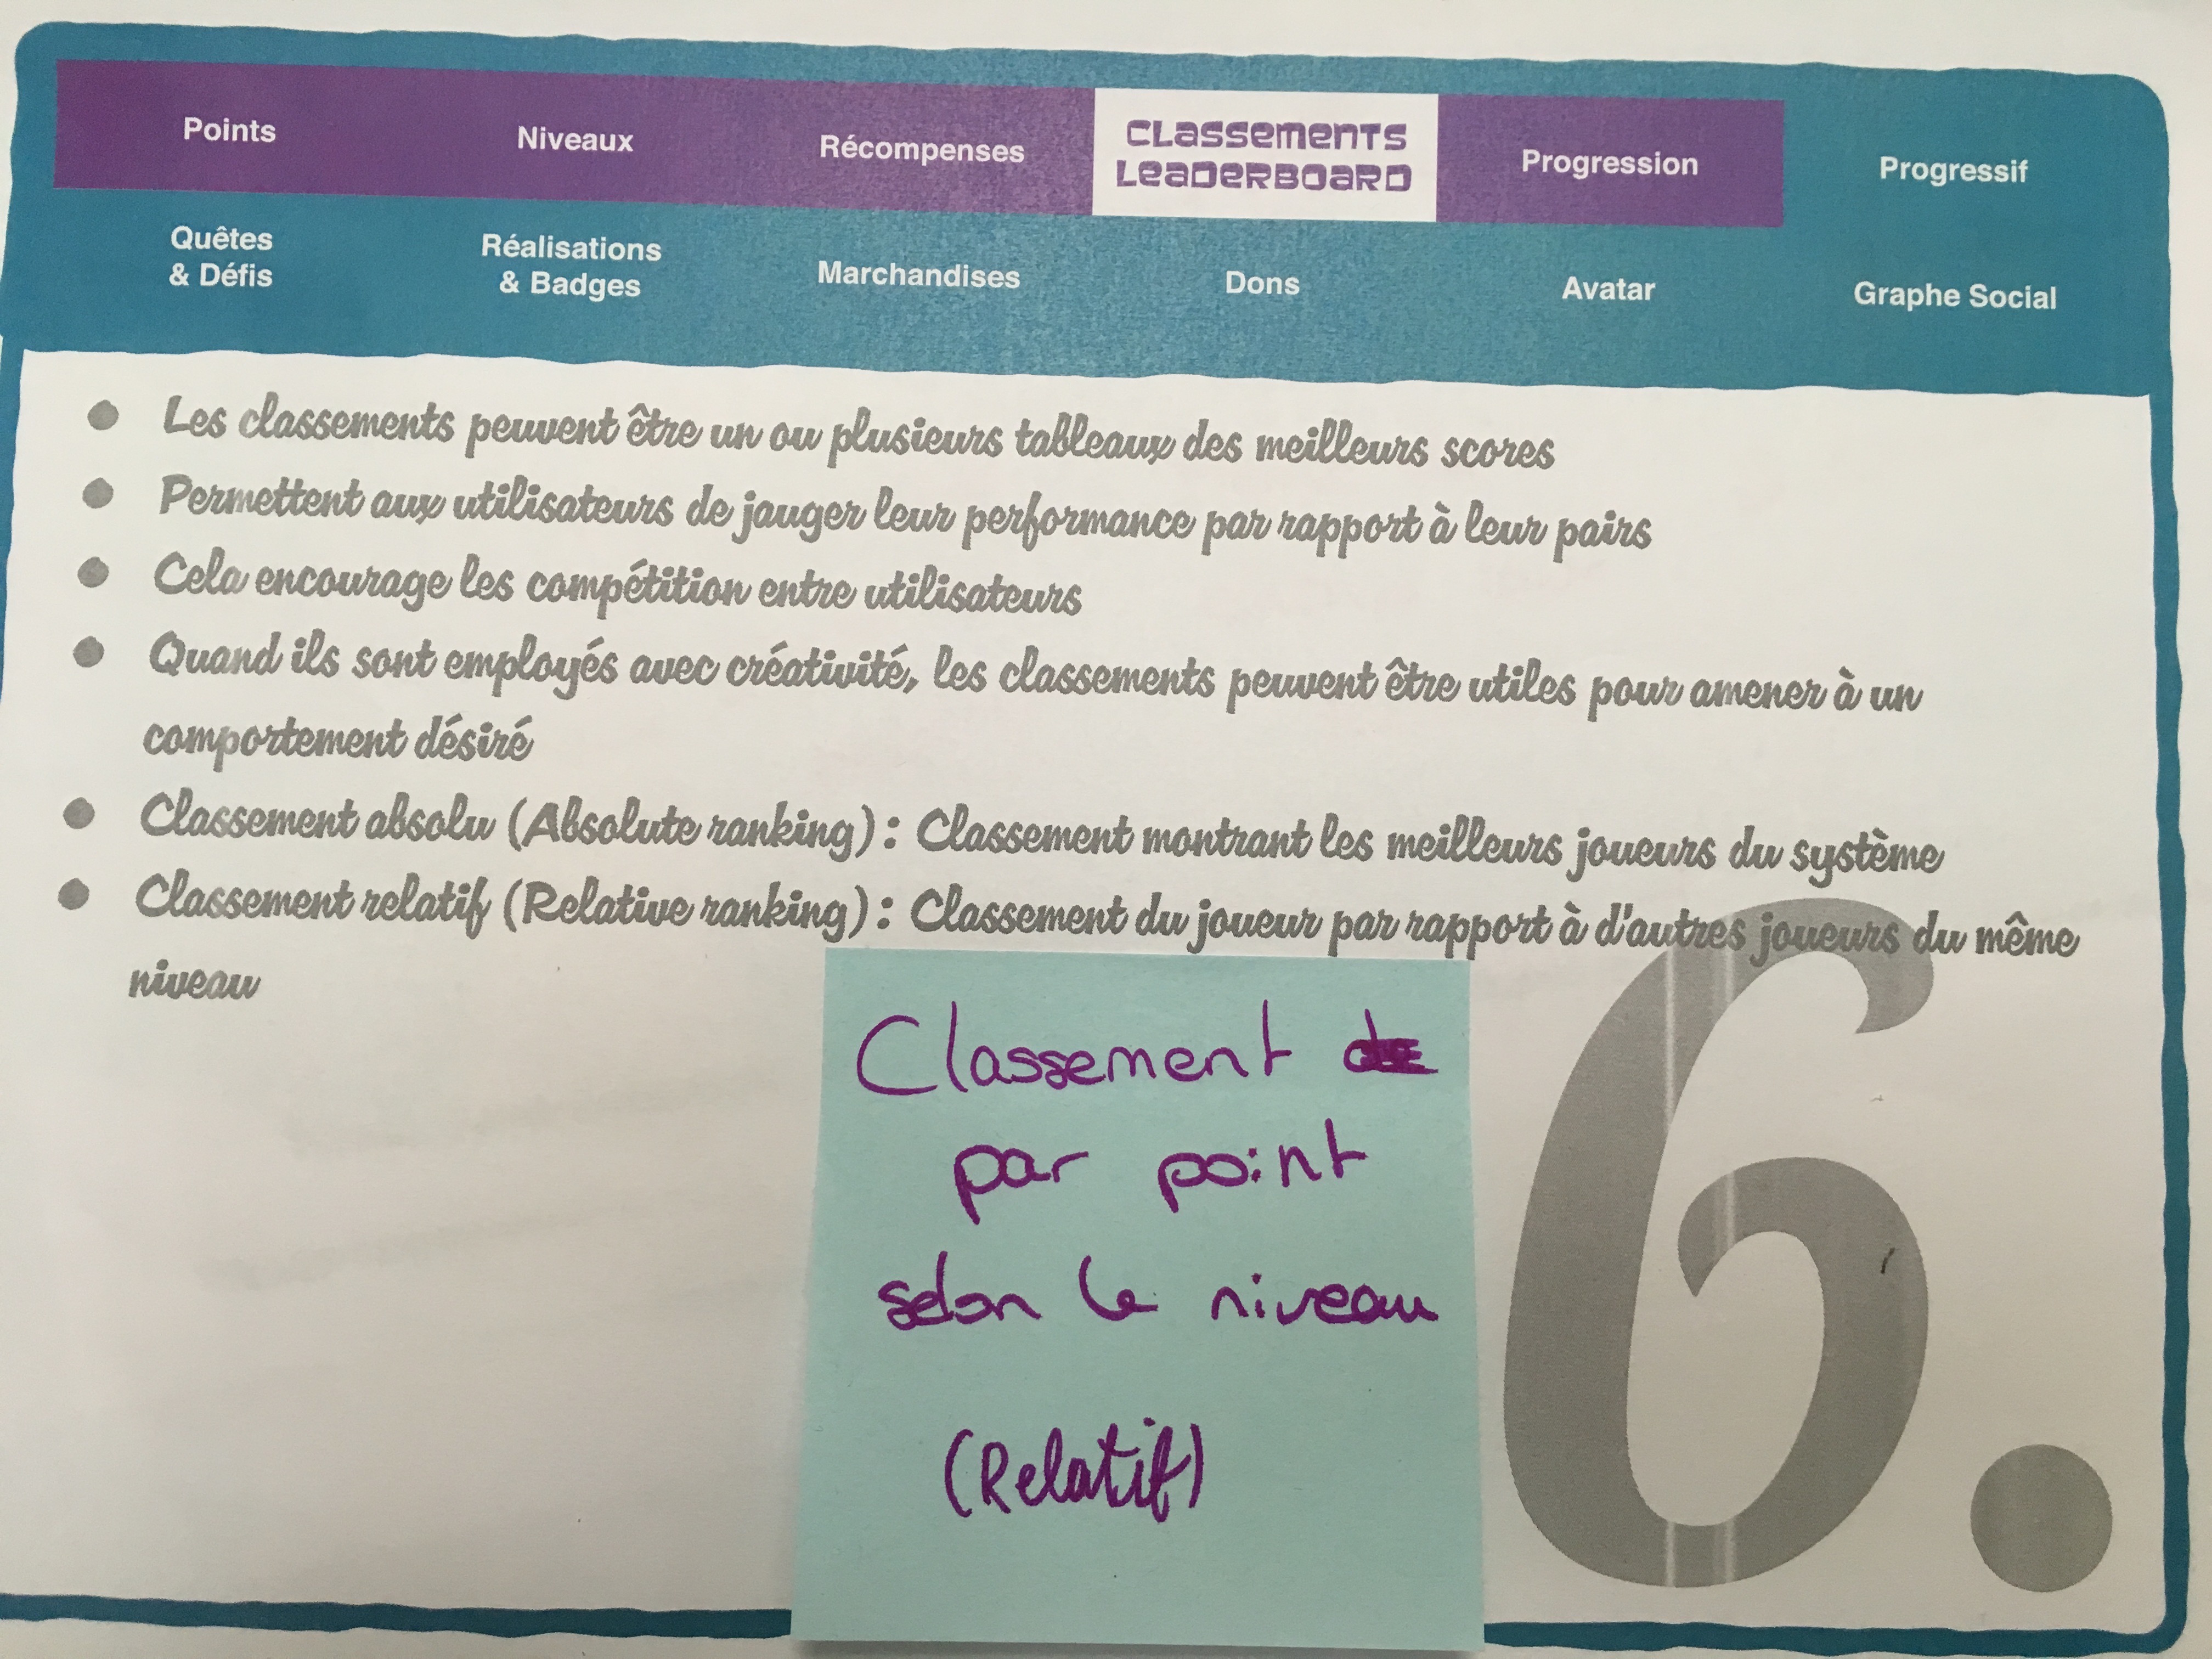 Points Niveaux Récompenses CLassements Leaderboard Progression Progressif
Quêtes & Défis Réalisations & Badges Marchandises Dons Avatar Graphe Social
● Les classements peuvent être un ou plusieurs tableaux des meilleurs scores
● Permettent aux utilisateurs de jauger leur performance par rapport à leur pairs
● Cela encourage les compétition entre utilisateurs
● Quand ils sont employés avec créativité, les classements peuvent être utiles pour amener à un
comportement désiré
● Classement absolu (Absolute ranking) : Classement montrant les meilleurs joueurs du système
● Classement relatif (Relative ranking) : Classement du joueur par rapport à d'autres joueurs du même
niveau
Classement
par point
selon le niveau
(Relatif)
6.